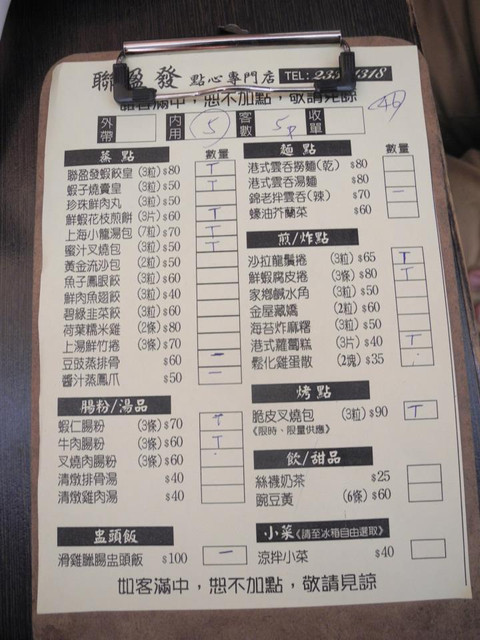 聯盈發 點心專門店 TEL:
如客滿中，恕不加點，敬請見諒
外帶 內用 5 客數 5P 收單
46
蒸點 數量
聯盈發蝦餃皇 (3粒) $80 T
蝦子燒賣皇 (3粒) $50 T
珍珠鮮肉丸 (3粒) $50
鮮蝦花枝煎餅 (3片) $60 T
上海小籠湯包 (7粒) $70 T
蜜汁叉燒包 (3粒) $50 T
黃金流沙包 (2粒) $50
魚子鳳眼餃 (3粒) $60
鮮肉魚翅餃 (3粒) $40
碧綠韭菜餃 (3粒) $60
荷葉糯米雞 (2條) $80
上湯鮮竹捲 (3條) $70
豆豉蒸排骨 $60 一
醬汁蒸鳳爪 $50 一
腸粉/湯品
蝦仁腸粉 (3條) $70 T
牛肉腸粉 (3條) $60 T
叉燒肉腸粉 (3條) $60
清燉排骨湯 $40
清燉雞肉湯 $40
盅頭飯
滑雞臘腸盅頭飯 $100 一
麵點 數量
港式雲吞撈麵(乾) $80
港式雲吞湯麵 $80
錦老拌雲吞(辣) $70 一
蠔油芥蘭菜 $60
煎/炸點
沙拉龍鬚捲 (3粒) $65 T
鮮蝦腐皮捲 (3條) $80 T
家鄉鹹水角 (3粒) $50
金屋藏嬌 (2粒) $60
海苔炸麻糬 (3粒) $50
港式蘿蔔糕 (3片) $40 T
鬆化雞蛋散 (2塊) $35
烤點
脆皮叉燒包 (3粒) $90 T
《限時、限量供應》
飲/甜品
絲襪奶茶 $25
豌豆黃 (6條) $60
小菜《請至冰箱自由選取》
涼拌小菜 $40
如客滿中，恕不加點，敬請見諒